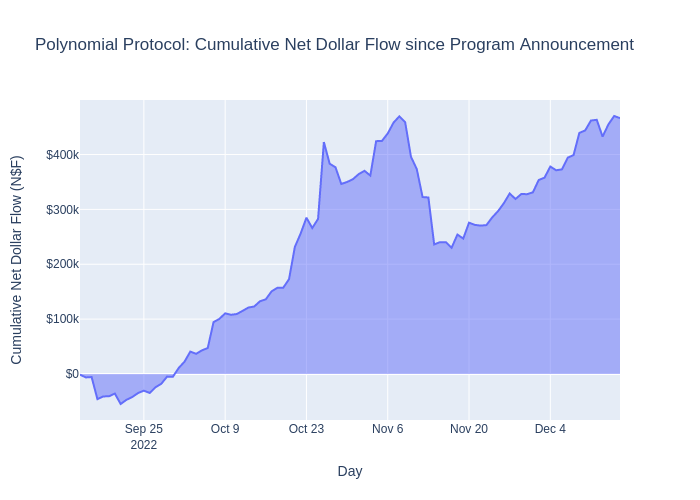 Polynomial Protocol: Cumulative Net Dollar Flow since Program Announcement
Cumulative Net Dollar Flow (N$F)
$400k
$300k
$200k
$100k
$0
Sep 25
2022
Oct 9
Oct 23
Nov 6
Nov 20
Dec 4
Day